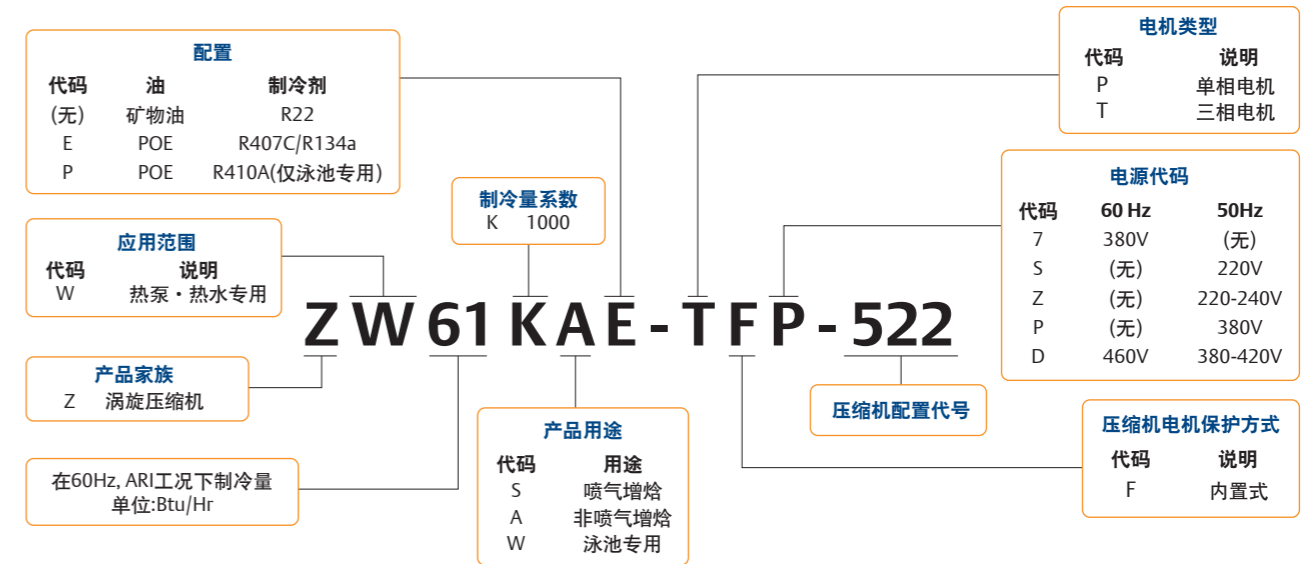 配置
代码 油 制冷剂
(无) 矿物油 R22
E POE R407C/R134a
P POE R410A(仅泳池专用)
电机类型
代码 说明
P 单相电机
T 三相电机
制冷量系数
K 1000
电源代码
代码 60 Hz 50Hz
7 380V (无)
S (无) 220V
Z (无) 220-240V
P (无) 380V
D 460V 380-420V
应用范围
代码 说明
W 热泵·热水专用
ZW61KAE-TFP-522
产品家族
Z 涡旋压缩机
压缩机配置代号
在60Hz, ARI工况下制冷量
单位:Btu/Hr
产品用途
代码 用途
S 喷气增焓
A 非喷气增焓
W 泳池专用
压缩机电机保护方式
代码 说明
F 内置式